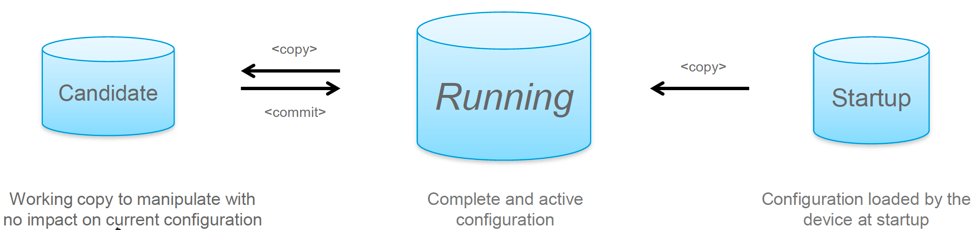 <copy>
<copy>
Candidate
Running
Startup
<commit>
Working copy to manipulate with
no impact on current configuration
Complete and active
configuration
Configuration loaded by the
device at startup